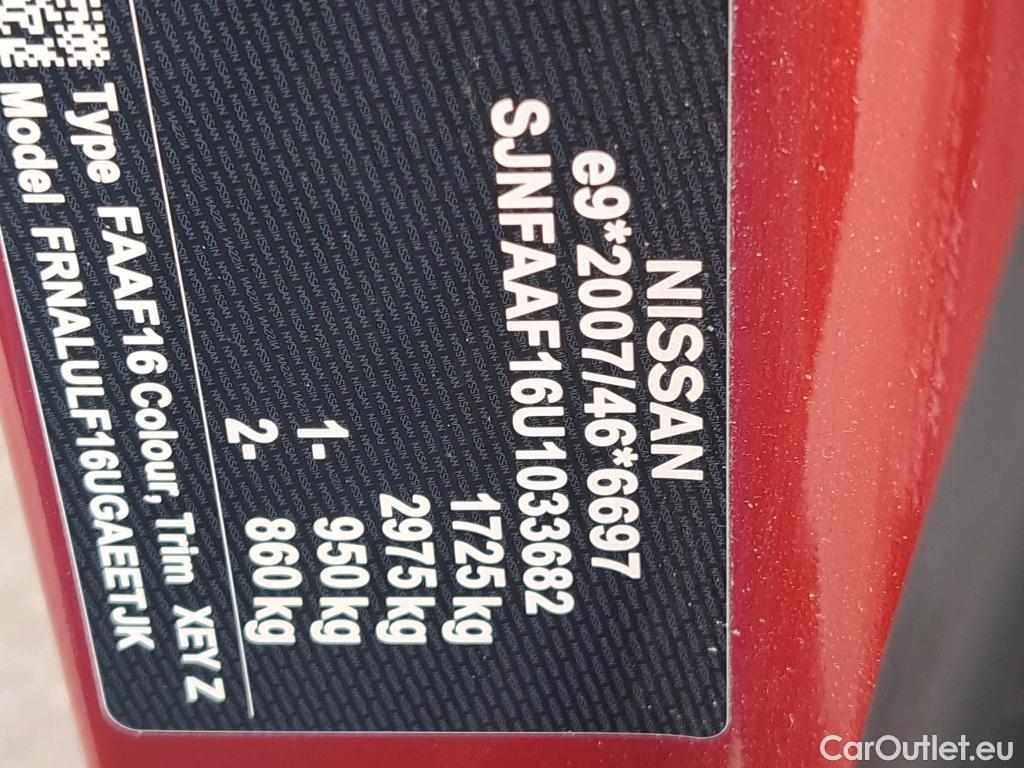 NISSAN
e9*2007/46*6697
SJNFAAF16U1033682
1725 kg
2975 kg
1. 950 kg
2. 860 kg
Type FAAF16 Colour, Trim XEY Z
Model FRNALULF16UGAEETJK
CarOutlet.eu